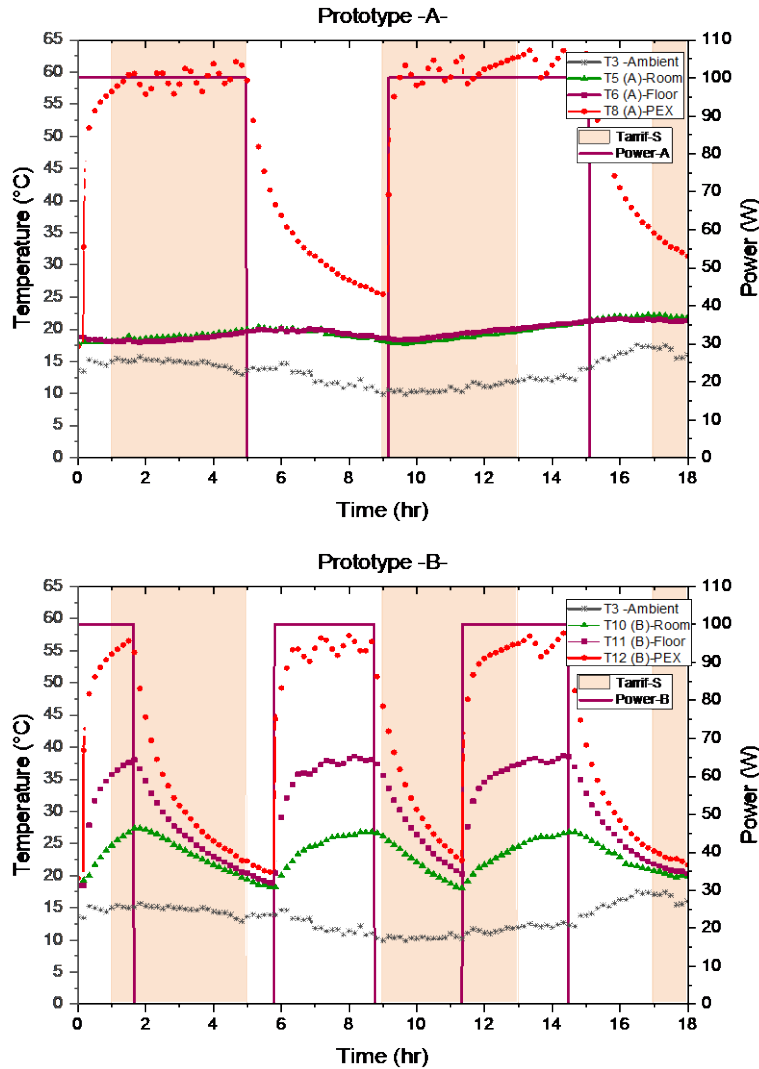 Prototype -A-
Temperature (°C)
65
60
55
50
45
40
35
30
25
20
15
10
5
0
T3 -Ambient
T5 (A)-Room
T6 (A)-Floor
T8 (A)-PEX
Tarrif-S
Power-A
110
100
90
80
70
60
50
40
30
20
10
0
Power (W)
0 2 4 6 8 10 12 14 16 18
Time (hr)
Prototype -B-
Temperature (°C)
65
60
55
50
45
40
35
30
25
20
15
10
5
0
T3 -Ambient
T10 (B)-Room
T11 (B)-Floor
T12 (B)-PEX
Tarrif-S
Power-B
110
100
90
80
70
60
50
40
30
20
10
0
Power (W)
0 2 4 6 8 10 12 14 16 18
Time (hr)